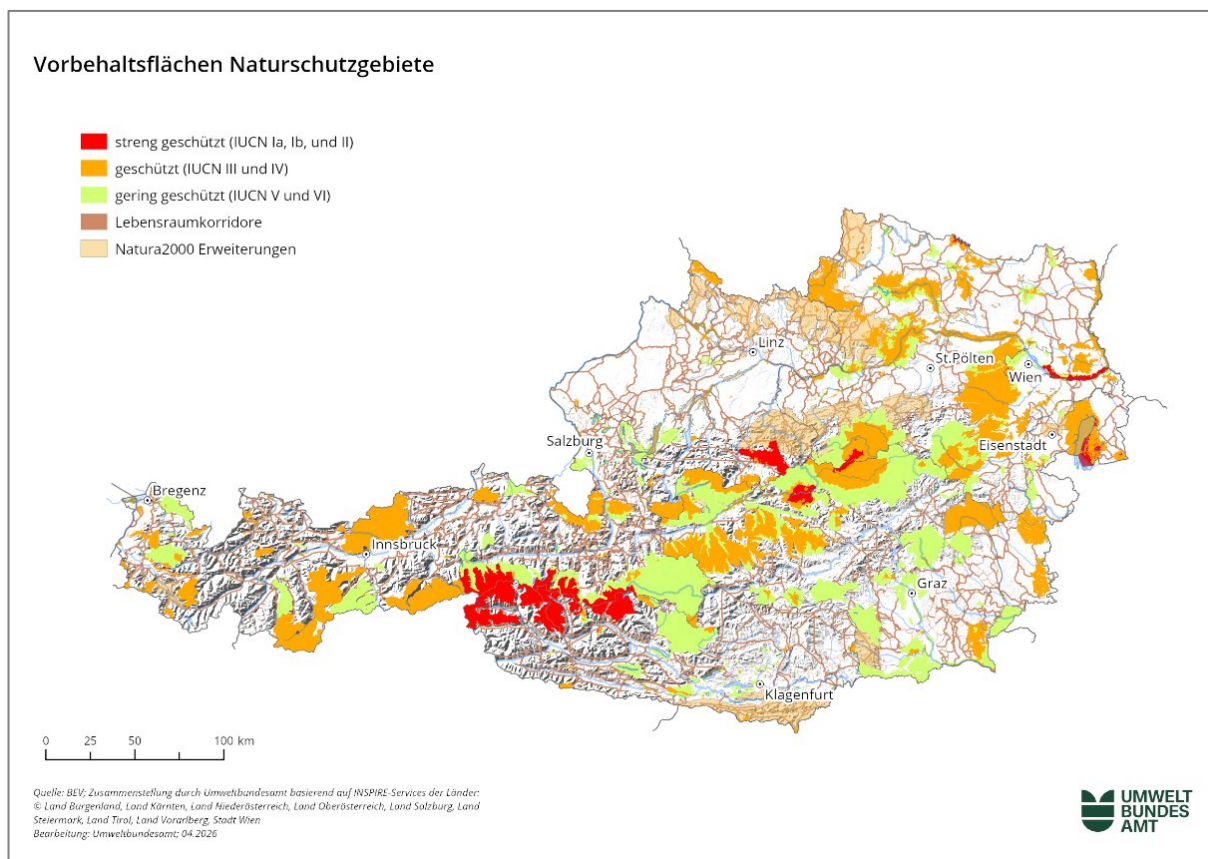 Vorbehaltsflächen Naturschutzgebiete
streng geschützt (IUCN Ia, Ib, und II)
geschützt (IUCN III und IV)
gering geschützt (IUCN V und VI)
Lebensraumkorridore
Natura2000 Erweiterungen
Linz
St.Pölten
Wien
Eisenstadt
Salzburg
Bregenz
Innsbruck
Graz
Klagenfurt
0 25 50 100 km
Quelle: BEV; Zusammenstellung durch Umweltbundesamt basierend auf INSPIRE-Services der Länder:
© Land Burgenland, Land Kärnten, Land Niederösterreich, Land Oberösterreich, Land Salzburg, Land
Steiermark, Land Tirol, Land Vorarlberg, Stadt Wien
Bearbeitung: Umweltbundesamt; 04.2026
UMWELT
BUNDES
AMT